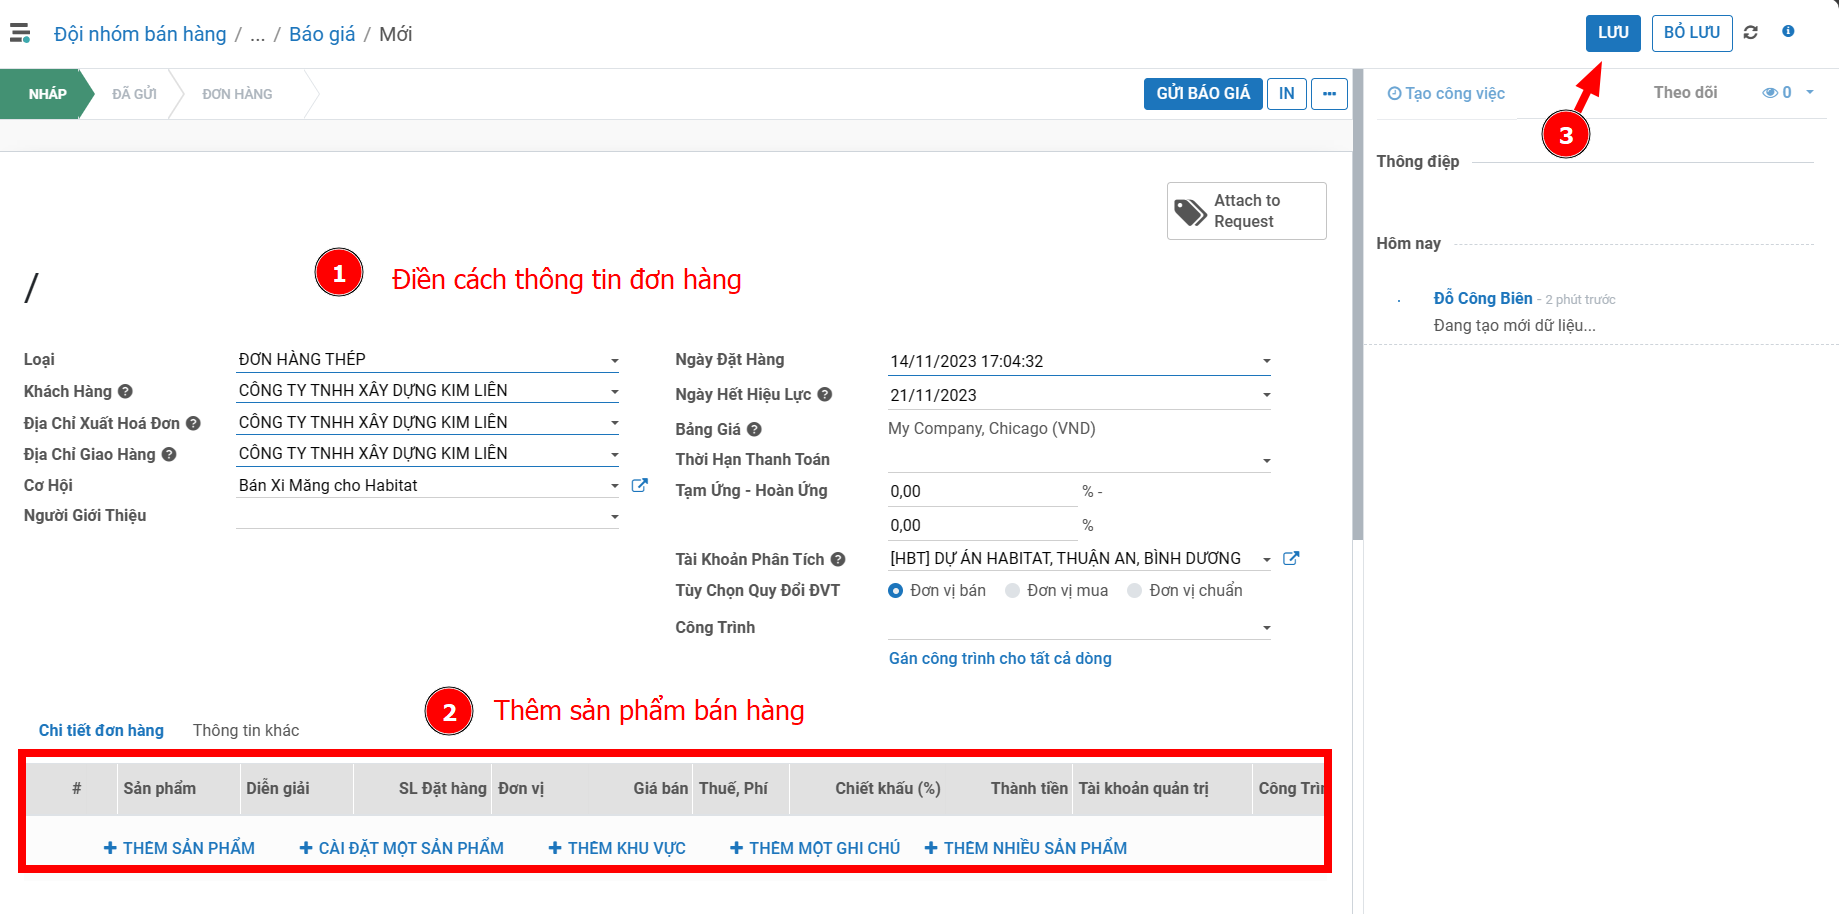 Đội nhóm bán hàng / ... / Báo giá / Mới
LƯU
BỎ LƯU
NHÁP
ĐÃ GỬI
ĐƠN HÀNG
GỬI BÁO GIÁ
IN
Tạo công việc
Theo dõi
0
3
Thông điệp
Attach to
Request
Hôm nay
1
Điền cách thông tin đơn hàng
/
Đỗ Công Biên - 2 phút trước
Đang tạo mới dữ liệu...
Loại
ĐƠN HÀNG THÉP
Khách Hàng ?
CÔNG TY TNHH XÂY DỰNG KIM LIÊN
Địa Chỉ Xuất Hoá Đơn ?
CÔNG TY TNHH XÂY DỰNG KIM LIÊN
Địa Chỉ Giao Hàng ?
CÔNG TY TNHH XÂY DỰNG KIM LIÊN
Cơ Hội
Bán Xi Măng cho Habitat
Người Giới Thiệu
Ngày Đặt Hàng
14/11/2023 17:04:32
Ngày Hết Hiệu Lực ?
21/11/2023
Bảng Giá ?
My Company, Chicago (VND)
Thời Hạn Thanh Toán
Tạm Ứng - Hoàn Ứng
0,00 % -
0,00 %
Tài Khoản Phân Tích ?
[HBT] DỰ ÁN HABITAT, THUẬN AN, BÌNH DƯƠNG
Tùy Chọn Quy Đổi ĐVT
Đơn vị bán
Đơn vị mua
Đơn vị chuẩn
Công Trình
Gán công trình cho tất cả dòng
2
Thêm sản phẩm bán hàng
Chi tiết đơn hàng
Thông tin khác
# Sản phẩm Diễn giải SL Đặt hàng Đơn vị Giá bán Thuế, Phí Chiết khấu (%) Thành tiền Tài khoản quản trị Công Trìn
THÊM SẢN PHẨM
CÀI ĐẶT MỘT SẢN PHẨM
THÊM KHU VỰC
THÊM MỘT GHI CHÚ
THÊM NHIỀU SẢN PHẨM